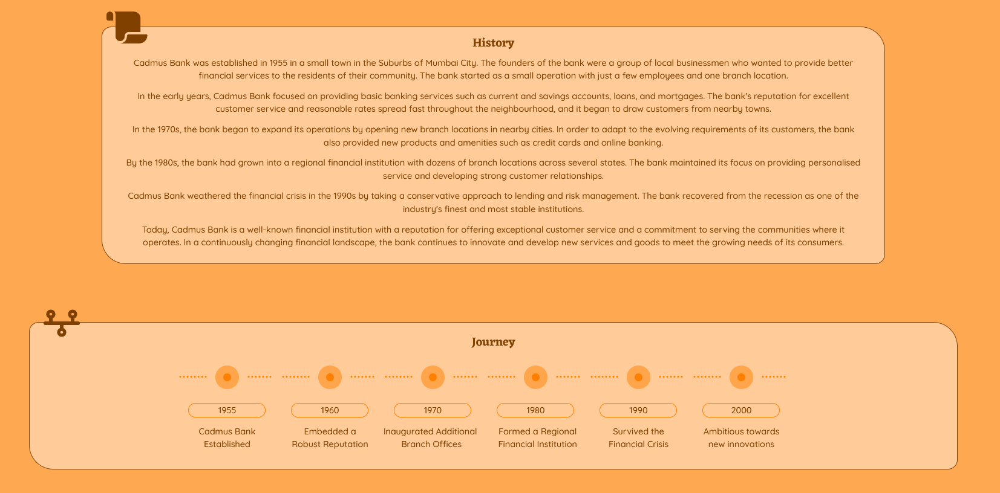 History
Cadmus Bank was established in 1955 in a small town in the Suburbs of Mumbai City. The founders of the bank were a group of local businessmen who wanted to provide better
financial services to the residents of their community. The bank started as a small operation with just a few employees and one branch location.
In the early years, Cadmus Bank focused on providing basic banking services such as current and savings accounts, loans, and mortgages. The bank's reputation for excellent
customer service and reasonable rates spread fast throughout the neighbourhood, and it began to draw customers from nearby towns.
In the 1970s, the bank began to expand its operations by opening new branch locations in nearby cities. In order to adapt to the evolving requirements of its customers, the bank
also provided new products and amenities such as credit cards and online banking.
By the 1980s, the bank had grown into a regional financial institution with dozens of branch locations across several states. The bank maintained its focus on providing personalised
service and developing strong customer relationships.
Cadmus Bank weathered the financial crisis in the 1990s by taking a conservative approach to lending and risk management. The bank recovered from the recession as one of the
industry's finest and most stable institutions.
Today, Cadmus Bank is a well-known financial institution with a reputation for offering exceptional customer service and a commitment to serving the communities where it
operates. In a continuously changing financial landscape, the bank continues to innovate and develop new services and goods to meet the growing needs of its consumers.
Journey
1955
Cadmus Bank
Established
1960
Embedded a
Robust Reputation
1970
Inaugurated Additional
Branch Offices
1980
Formed a Regional
Financial Institution
1990
Survived the
Financial Crisis
2000
Ambitious towards
new innovations